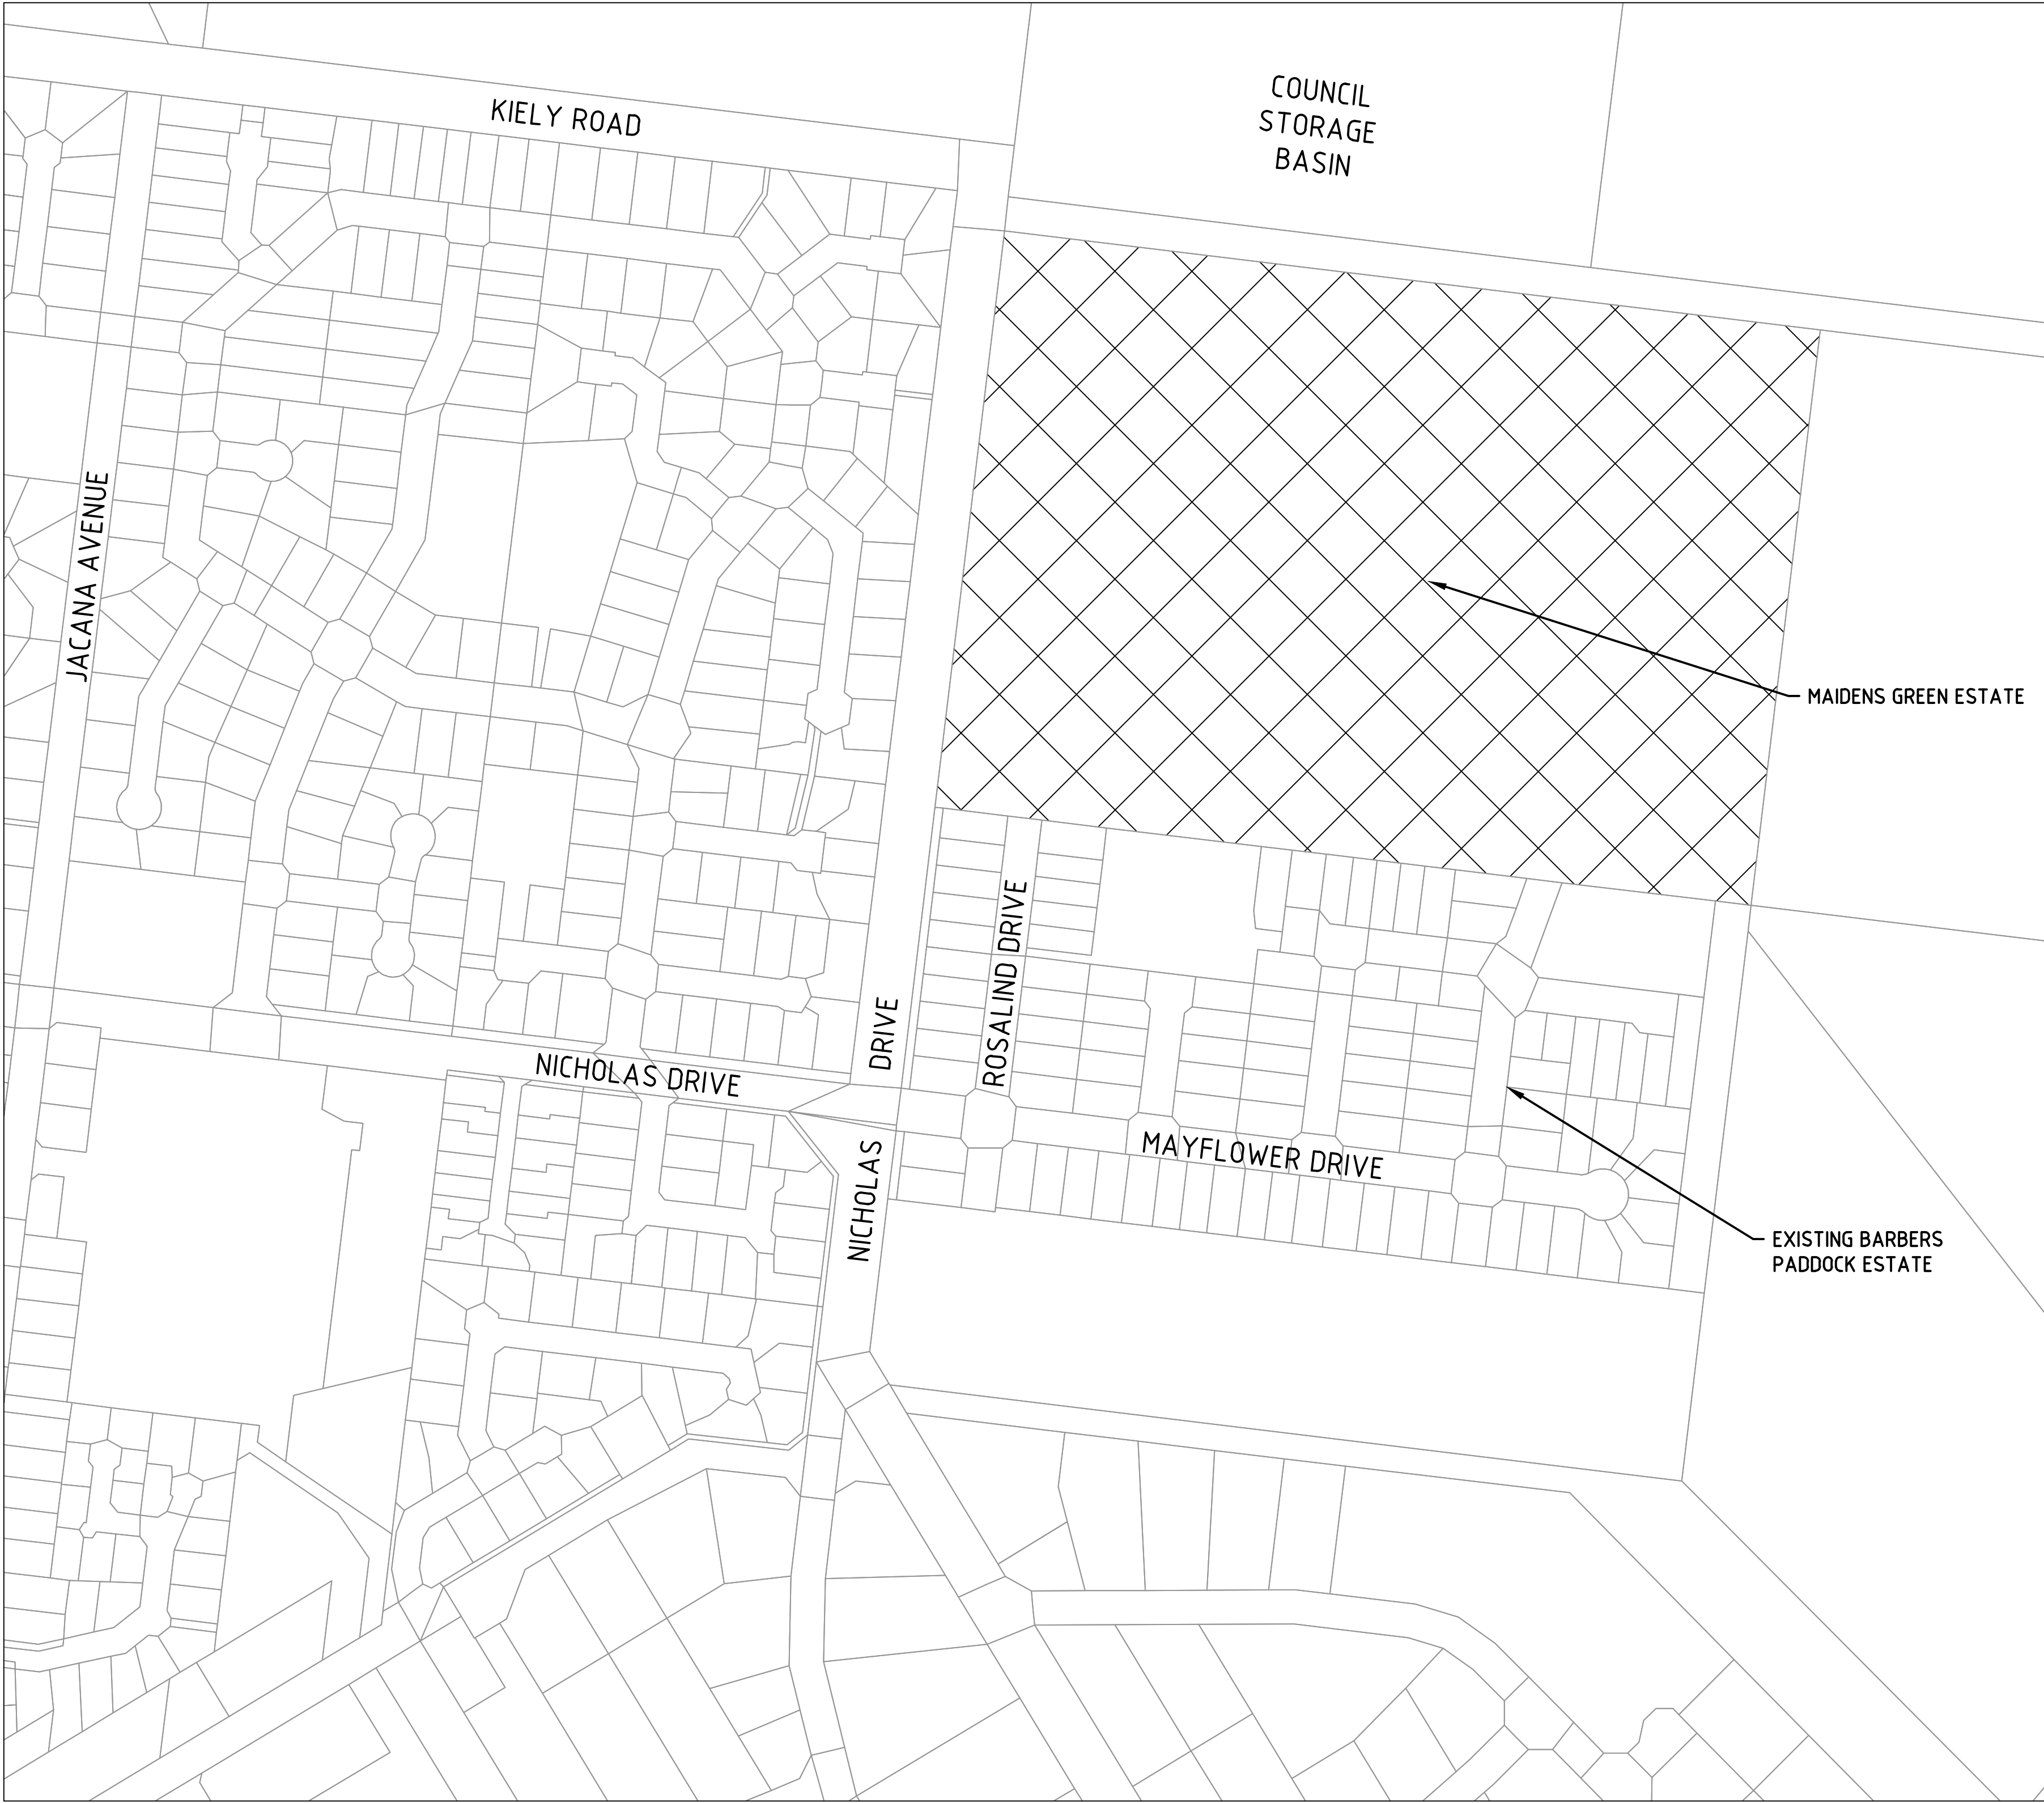 COUNCIL
STORAGE
BASIN
KIELY ROAD
JACANA AVENUE
MAIDENS GREEN ESTATE
ROSALIND DRIVE
DRIVE
NICHOLAS DRIVE
MAYFLOWER DRIVE
NICHOLAS
EXISTING BARBERS
PADDOCK ESTATE